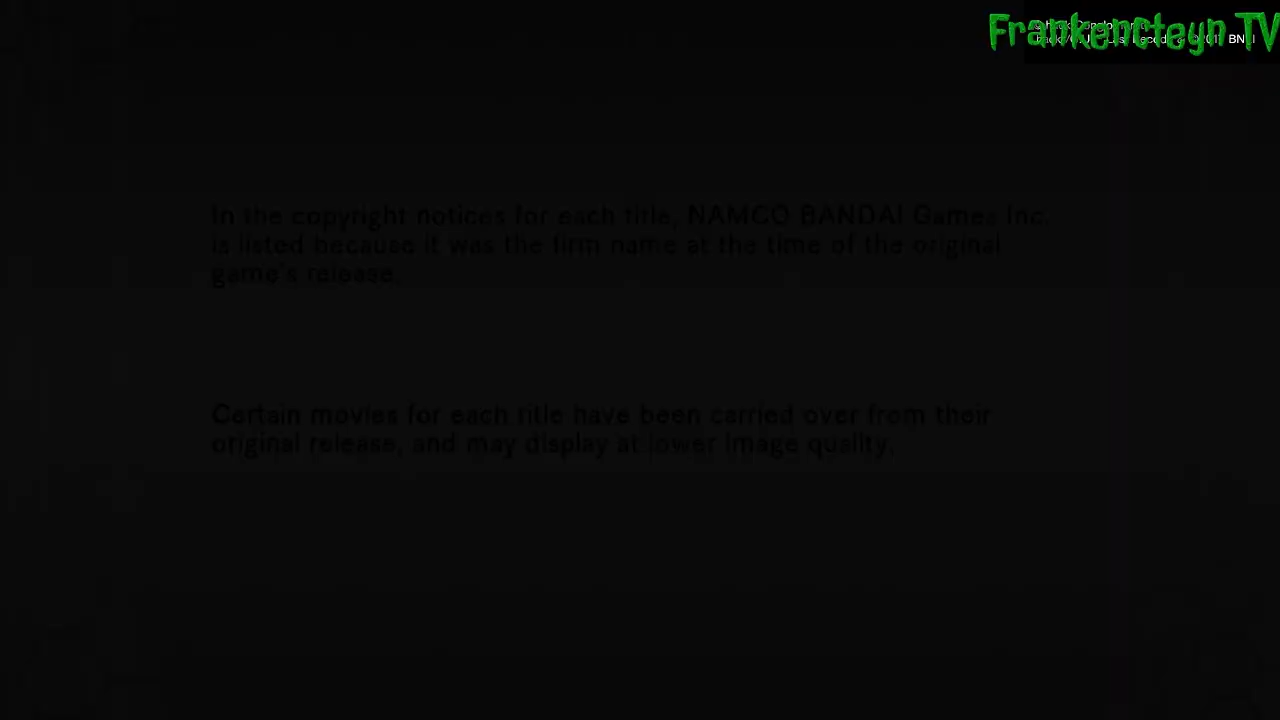 Frankencteyn TV
BN
In the copyright notices for each title, NAMCO BANDAI Games Inc.
is listed because it was the firm name at the time of the original
game's release.
Certain movies for each title have been carried over from their
original release, and may display at lower image quality.